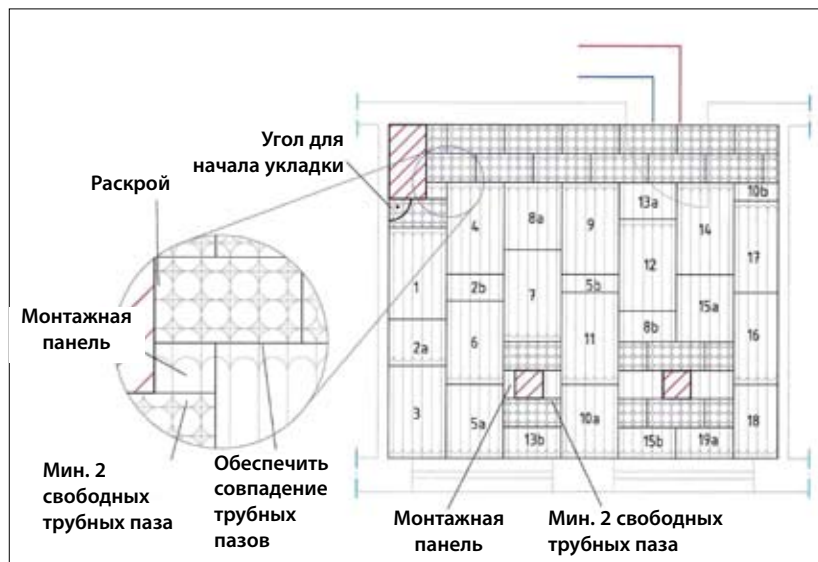 Угол для
начала укладки
Раскрой
Монтажная
панель
Мин. 2
свободных
трубных паза
Обеспечить
совпадение
трубных
пазов
Монтажная
панель
Мин. 2 свободных
трубных паза
1
2a
3
4
2b
6
5a
8a
7
13b
9
5b
11
10a
13a
12
8b
15b
14
15a
19a
10b
17
16
18